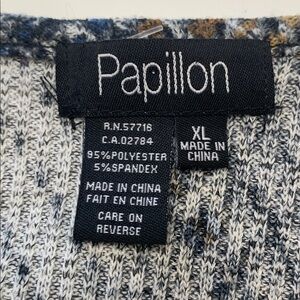 Papillon
R.N.57716
C.A.02784
95%POLYESTER
5%SPANDEX
MADE IN CHINA
FAIT EN CHINE
CARE ON
REVERSE
XL
MADE IN
CHINA